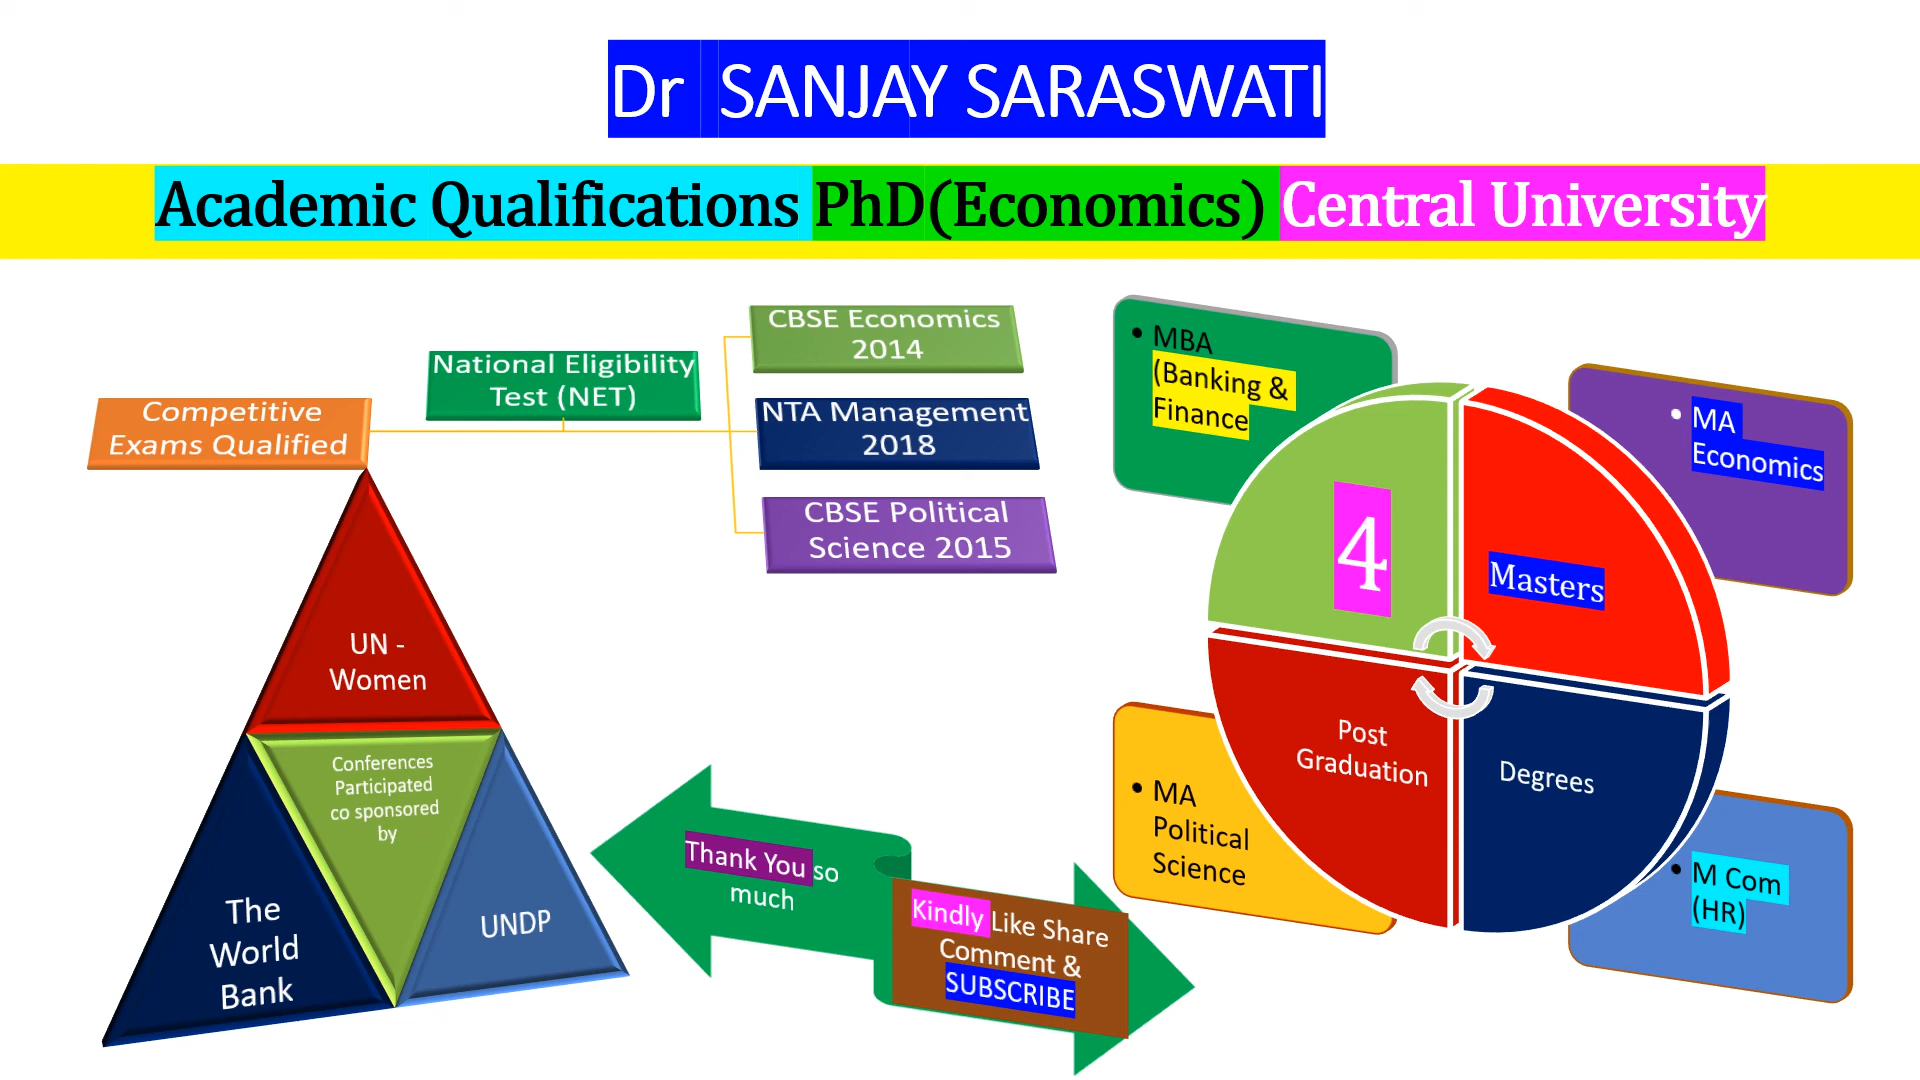 Dr SANJAY SARASWATI
Academic Qualifications PhD(Economics) Central University
Competitive
Exams Qualified
National Eligibility
Test (NET)
CBSE Economics
2014
NTA Management
2018
CBSE Political
Science 2015
UN -
Women
Conferences
Participated
co sponsored
by
The
World
Bank
UNDP
Thank You so
much
Kindly Like Share
Comment &
SUBSCRIBE
• MBA
(Banking &
Finance
• MA
Economics
4
Masters
Post
Graduation
Degrees
• MA
Political
Science
• M Com
(HR)